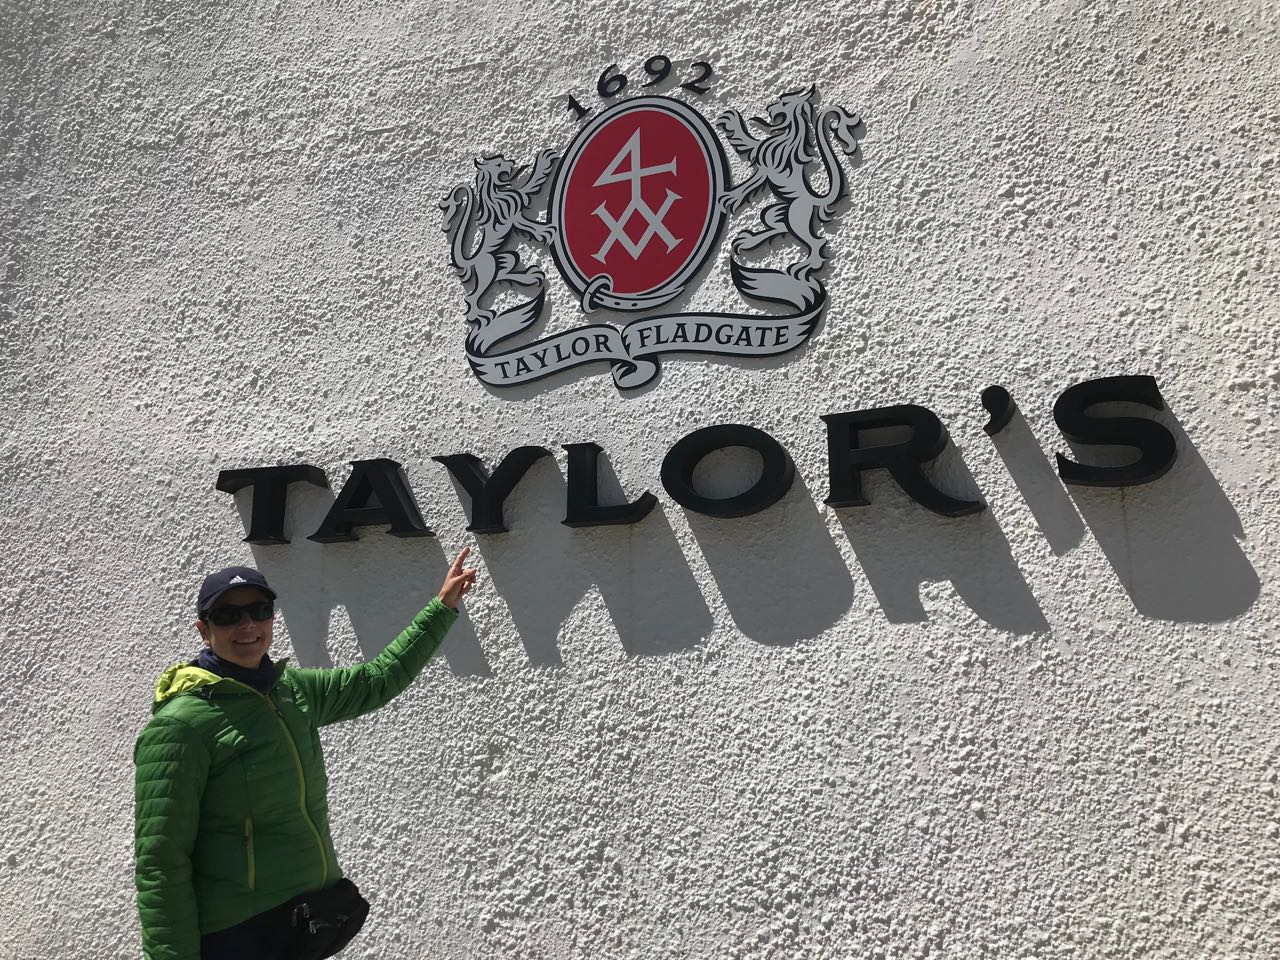 1692
4XX
TAYLOR FLADGATE
TAYLOR'S